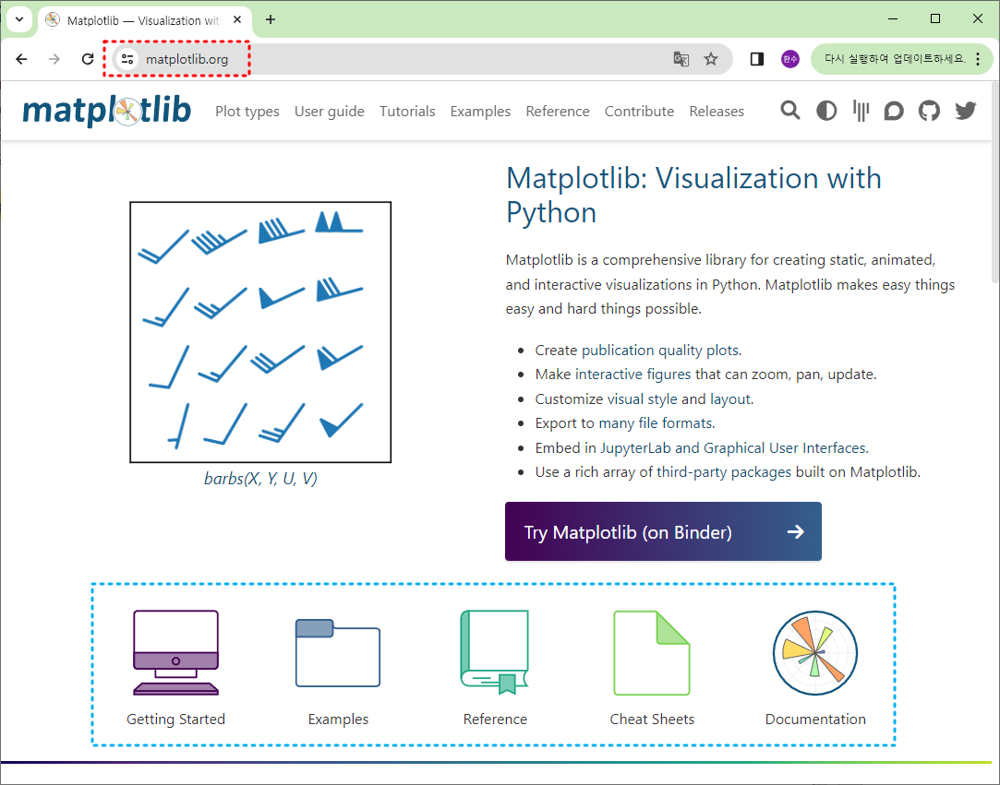 Matplotlib — Visualization wit
matplotlib.org
환수
다시 실행하여 업데이트하세요.
matplotlib
Plot types User guide Tutorials Examples Reference Contribute Releases
Matplotlib: Visualization with
Python
Matplotlib is a comprehensive library for creating static, animated,
and interactive visualizations in Python. Matplotlib makes easy things
easy and hard things possible.
Create publication quality plots.
Make interactive figures that can zoom, pan, update.
Customize visual style and layout.
Export to many file formats.
Embed in JupyterLab and Graphical User Interfaces.
Use a rich array of third-party packages built on Matplotlib.
barbs(X, Y, U, V)
Try Matplotlib (on Binder)
Getting Started Examples Reference Cheat Sheets Documentation